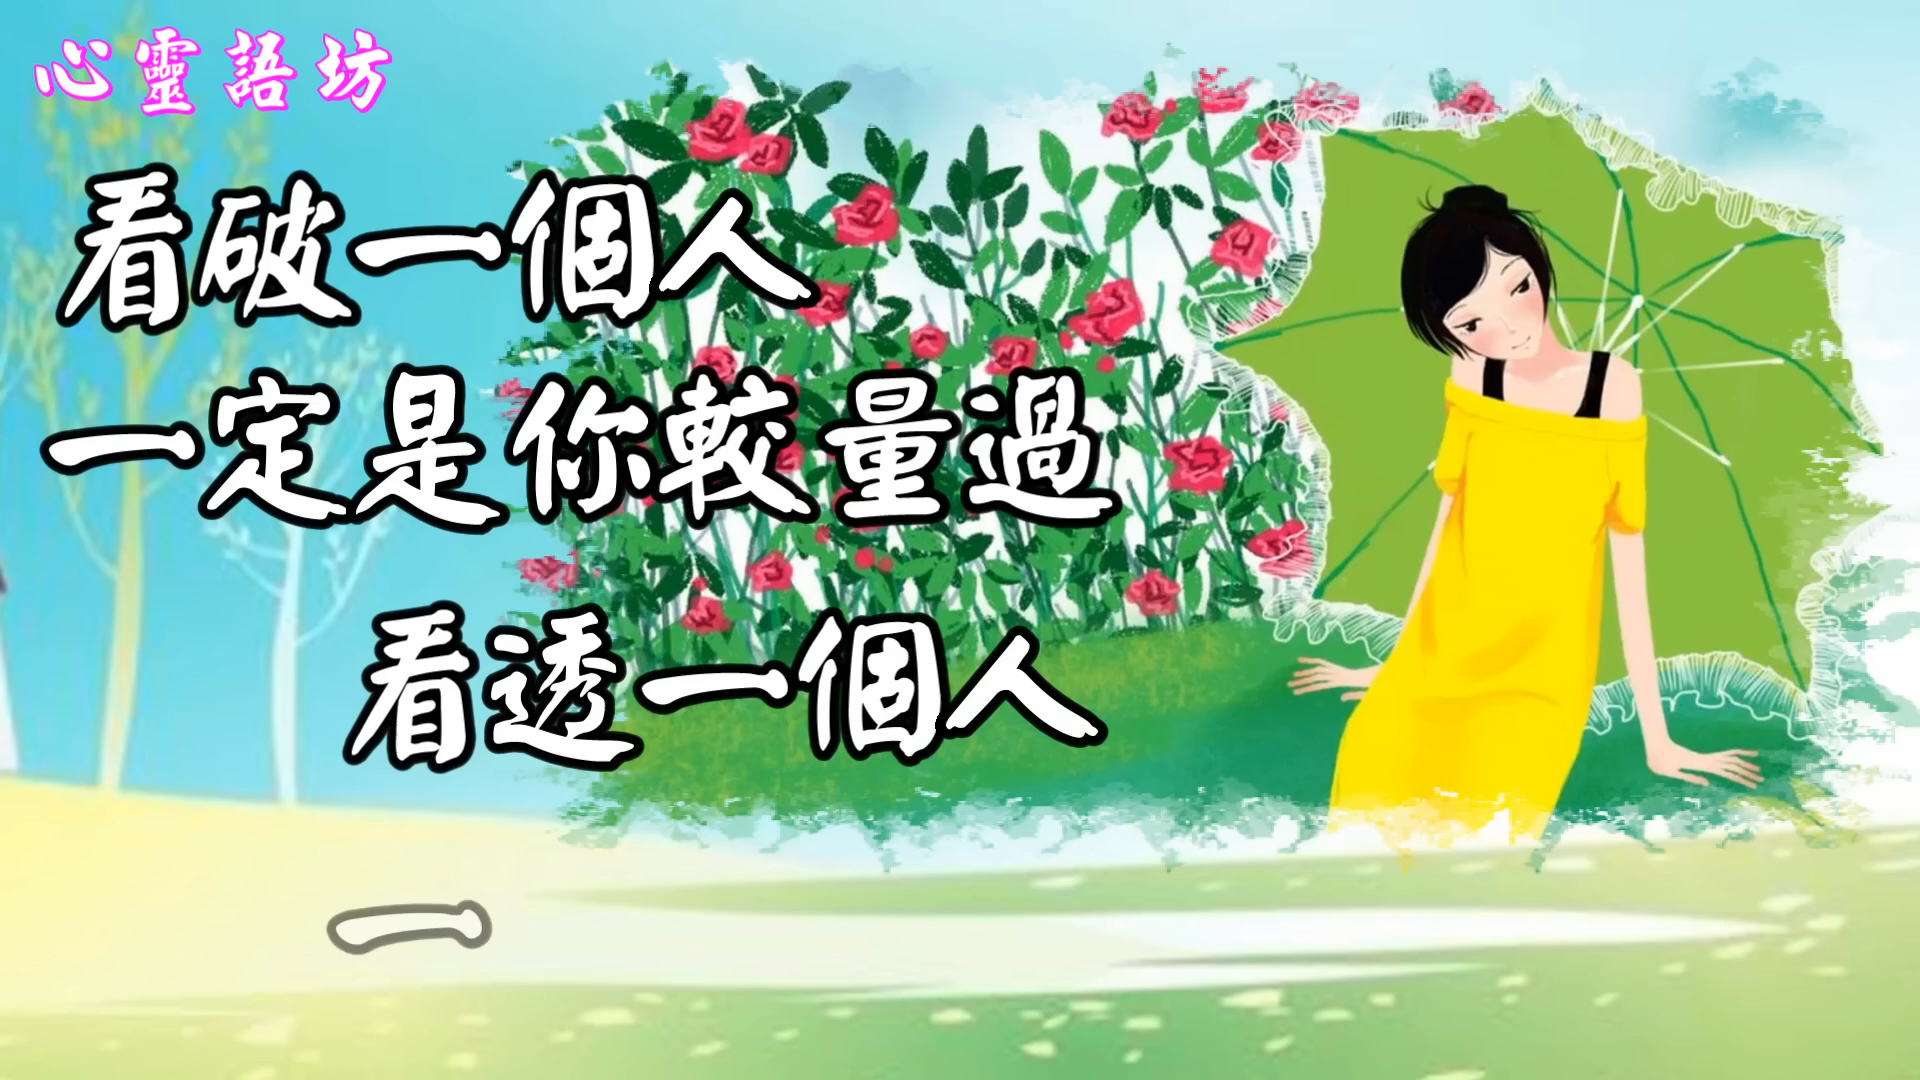 心靈語坊
看破一個人
一定是你較量過
看透一個人
一